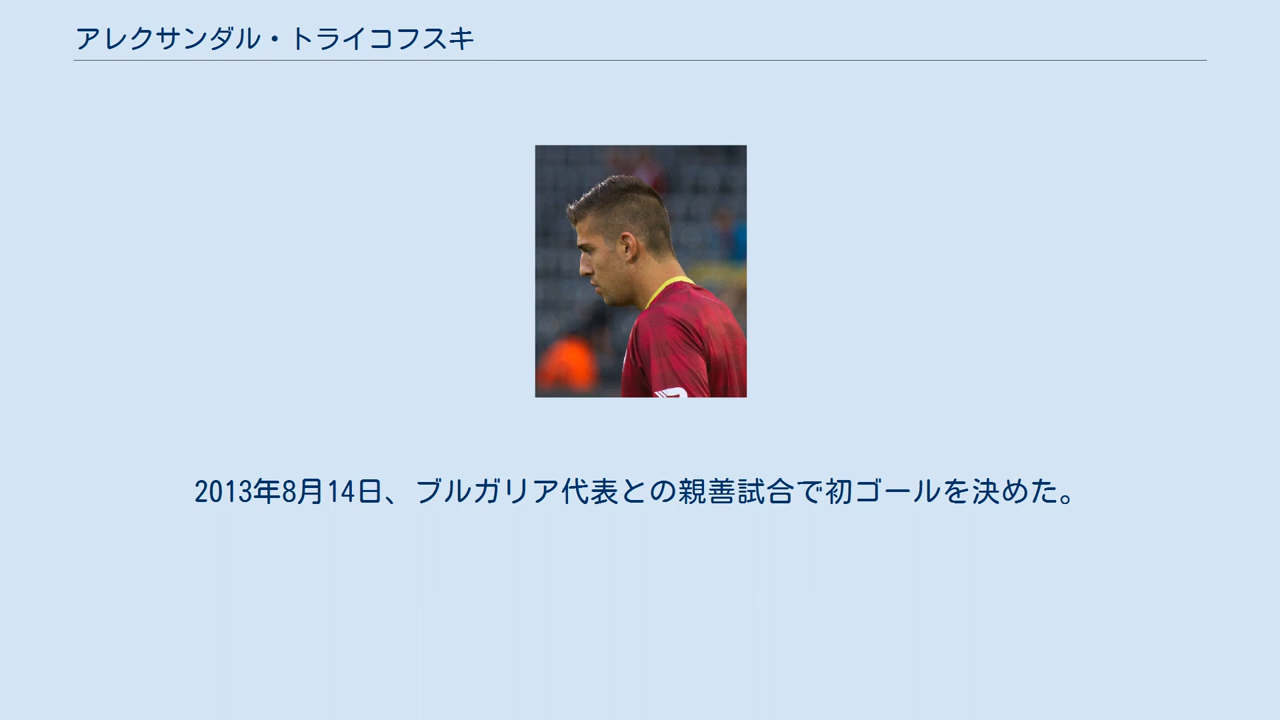 アレクサンダル・トライコフスキ
2013年8月14日、ブルガリア代表との親善試合で初ゴールを決めた。